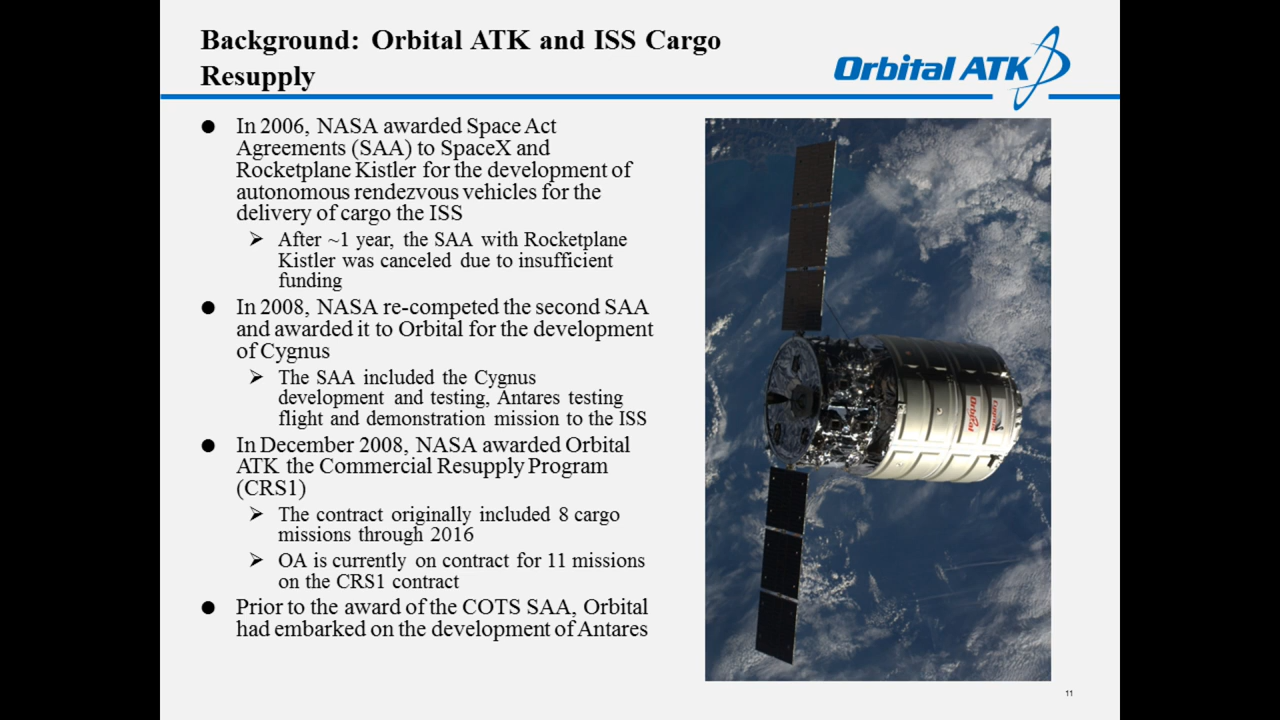 Background: Orbital ATK and ISS Cargo
Resupply
Orbital ATK
● In 2006, NASA awarded Space Act
Agreements (SAA) to SpaceX and
Rocketplane Kistler for the development of
autonomous rendezvous vehicles for the
delivery of cargo the ISS
➢ After ~1 year, the SAA with Rocketplane
Kistler was canceled due to insufficient
funding
● In 2008, NASA re-competed the second SAA
and awarded it to Orbital for the development
of Cygnus
➢ The SAA included the Cygnus
development and testing, Antares testing
flight and demonstration mission to the ISS
● In December 2008, NASA awarded Orbital
ATK the Commercial Resupply Program
(CRS1)
➢ The contract originally included 8 cargo
missions through 2016
➢ OA is currently on contract for 11 missions
on the CRS1 contract
● Prior to the award of the COTS SAA, Orbital
had embarked on the development of Antares
Orbital
11